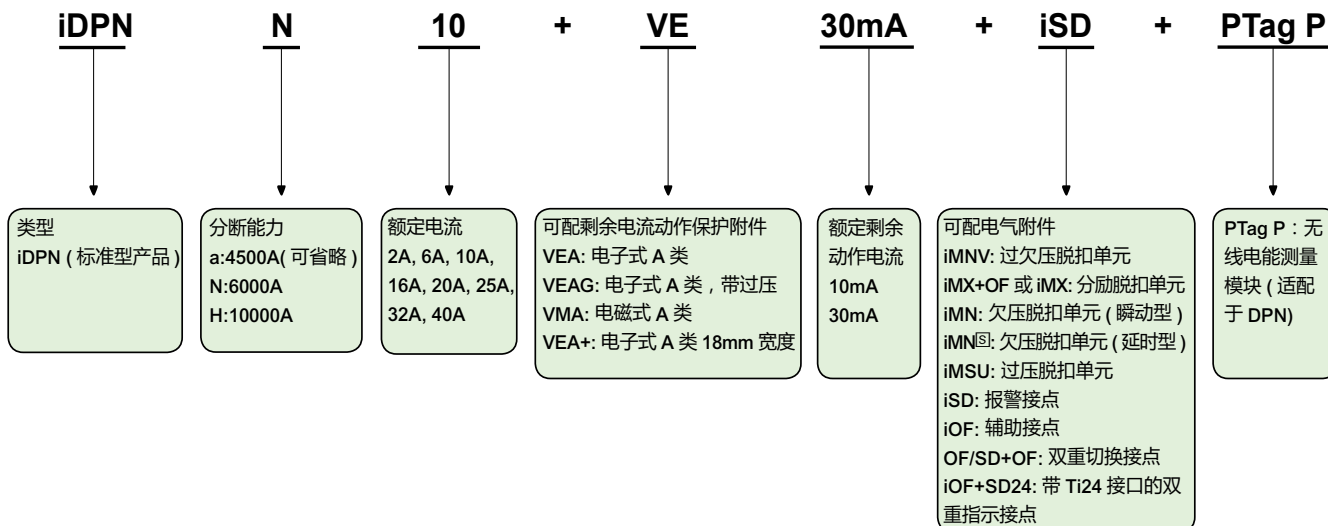 iDPN N 10 + VE 30mA + iSD + PTag P
类型
iDPN ( 标准型产品 )
分断能力
a:4500A( 可省略 )
N:6000A
H:10000A
额定电流
2A, 6A, 10A,
16A, 20A, 25A,
32A, 40A
可配剩余电流动作保护附件
VEA: 电子式 A 类
VEAG: 电子式 A 类 , 带过压
VMA: 电磁式 A 类
VEA+: 电子式 A 类 18mm 宽度
额定剩余
动作电流
10mA
30mA
可配电气附件
iMNV: 过欠压脱扣单元
iMX+OF 或 iMX: 分励脱扣单元
iMN: 欠压脱扣单元 ( 瞬动型 )
iMN🅂: 欠压脱扣单元 ( 延时型 )
iMSU: 过压脱扣单元
iSD: 报警接点
iOF: 辅助接点
OF/SD+OF: 双重切换接点
iOF+SD24: 带 Ti24 接口的双
重指示接点
PTag P : 无
线电能测量
模块 ( 适配
于 DPN)